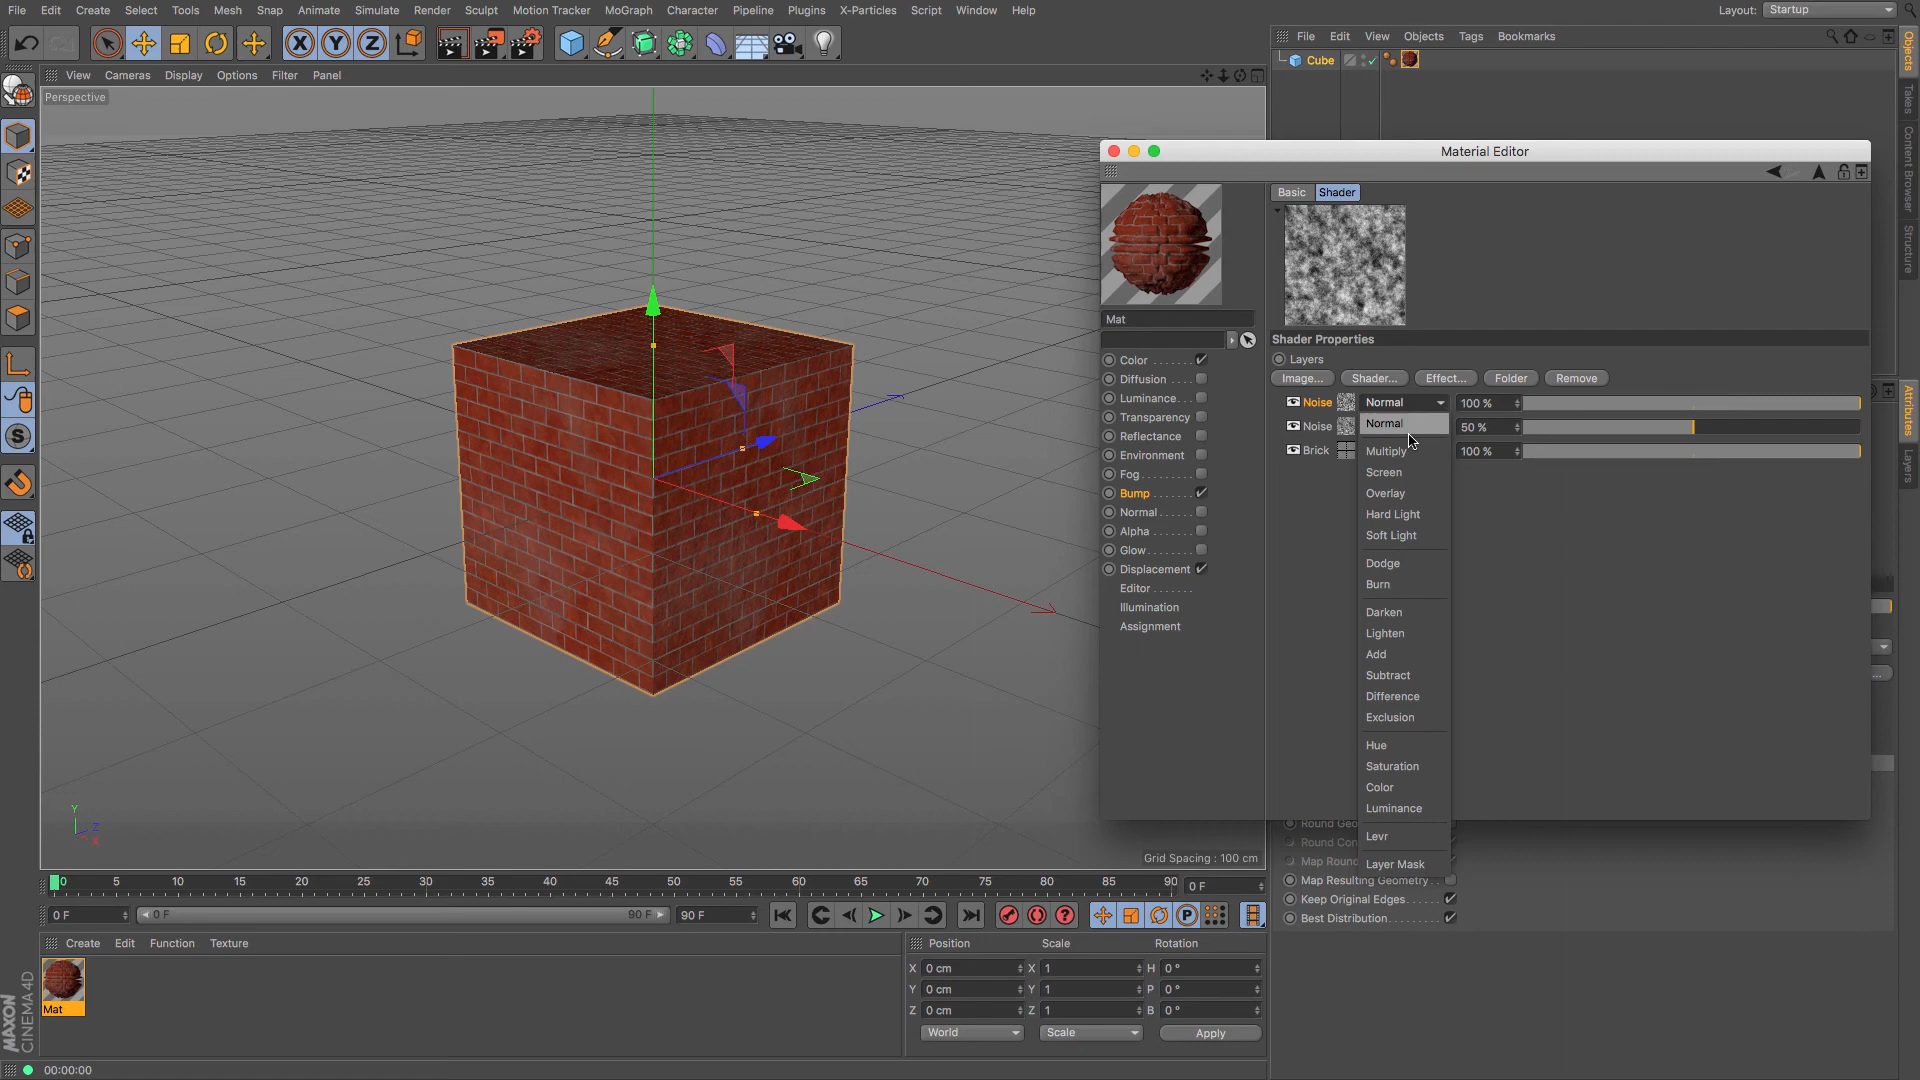 File Edit Create Select Tools Mesh Snap Animate Simulate Render Sculpt Motion Tracker MoGraph Character Pipeline Plugins X-Particles Script Window Help Layout: Startup
File Edit View Objects Tags Bookmarks
Cube
View Cameras Display Options Filter Panel
Perspective
Objects
Takes
Content Browser
Structure
Attributes
Layers
Material Editor
Basic Shader
Mat
Shader Properties
Layers
Image... Shader... Effect... Folder Remove
Noise Normal 100 %
Noise 50 %
Brick 100 %
Normal
Multiply
Screen
Overlay
Hard Light
Soft Light
Dodge
Burn
Darken
Lighten
Add
Subtract
Difference
Exclusion
Hue
Saturation
Color
Luminance
Levr
Layer Mask
Color
Diffusion
Luminance
Transparency
Reflectance
Environment
Fog
Bump
Normal
Alpha
Glow
Displacement
Editor
Illumination
Assignment
Round Geo
Round Con
Map Roun
Map Resulting Geometry
Keep Original Edges
Best Distribution
Y
Z
X
Grid Spacing : 100 cm
0 5 10 15 20 25 30 35 40 45 50 55 60 65 70 75 80 85 90 0 F
0 F 0 F 90 F 90 F
Create Edit Function Texture
Mat
Position Scale Rotation
X 0 cm X 1 H 0 °
Y 0 cm Y 1 P 0 °
Z 0 cm Z 1 B 0 °
World Scale Apply
MAXON
CINEMA 4D
00:00:00